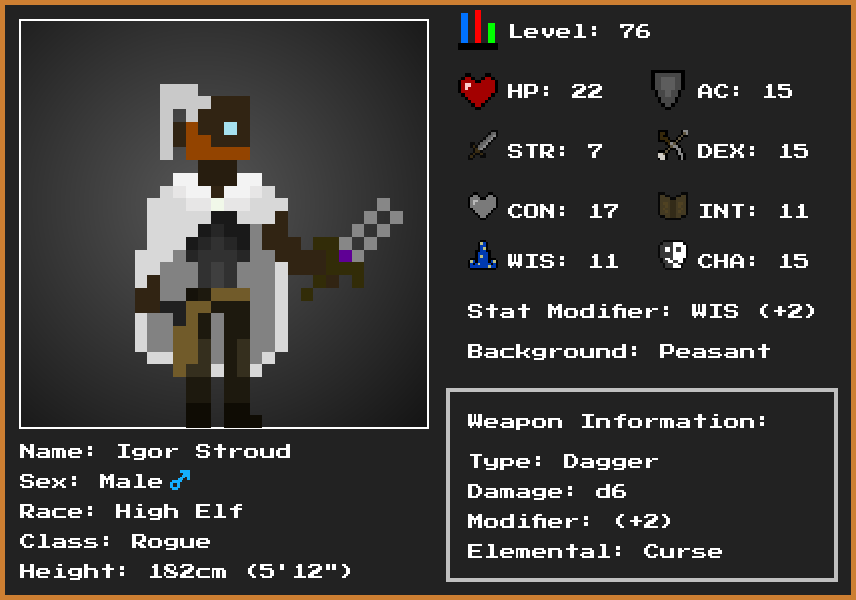 Level: 76
HP: 22
AC: 15
STR: 7
DEX: 15
CON: 17
INT: 11
WIS: 11
CHA: 15
Stat Modifier: WIS (+2)
Background: Peasant
Weapon Information:
Type: Dagger
Damage: d6
Modifier: (+2)
Elemental: Curse
Name: Igor Stroud
Sex: Male ♂
Race: High Elf
Class: Rogue
Height: 182cm (5'12")